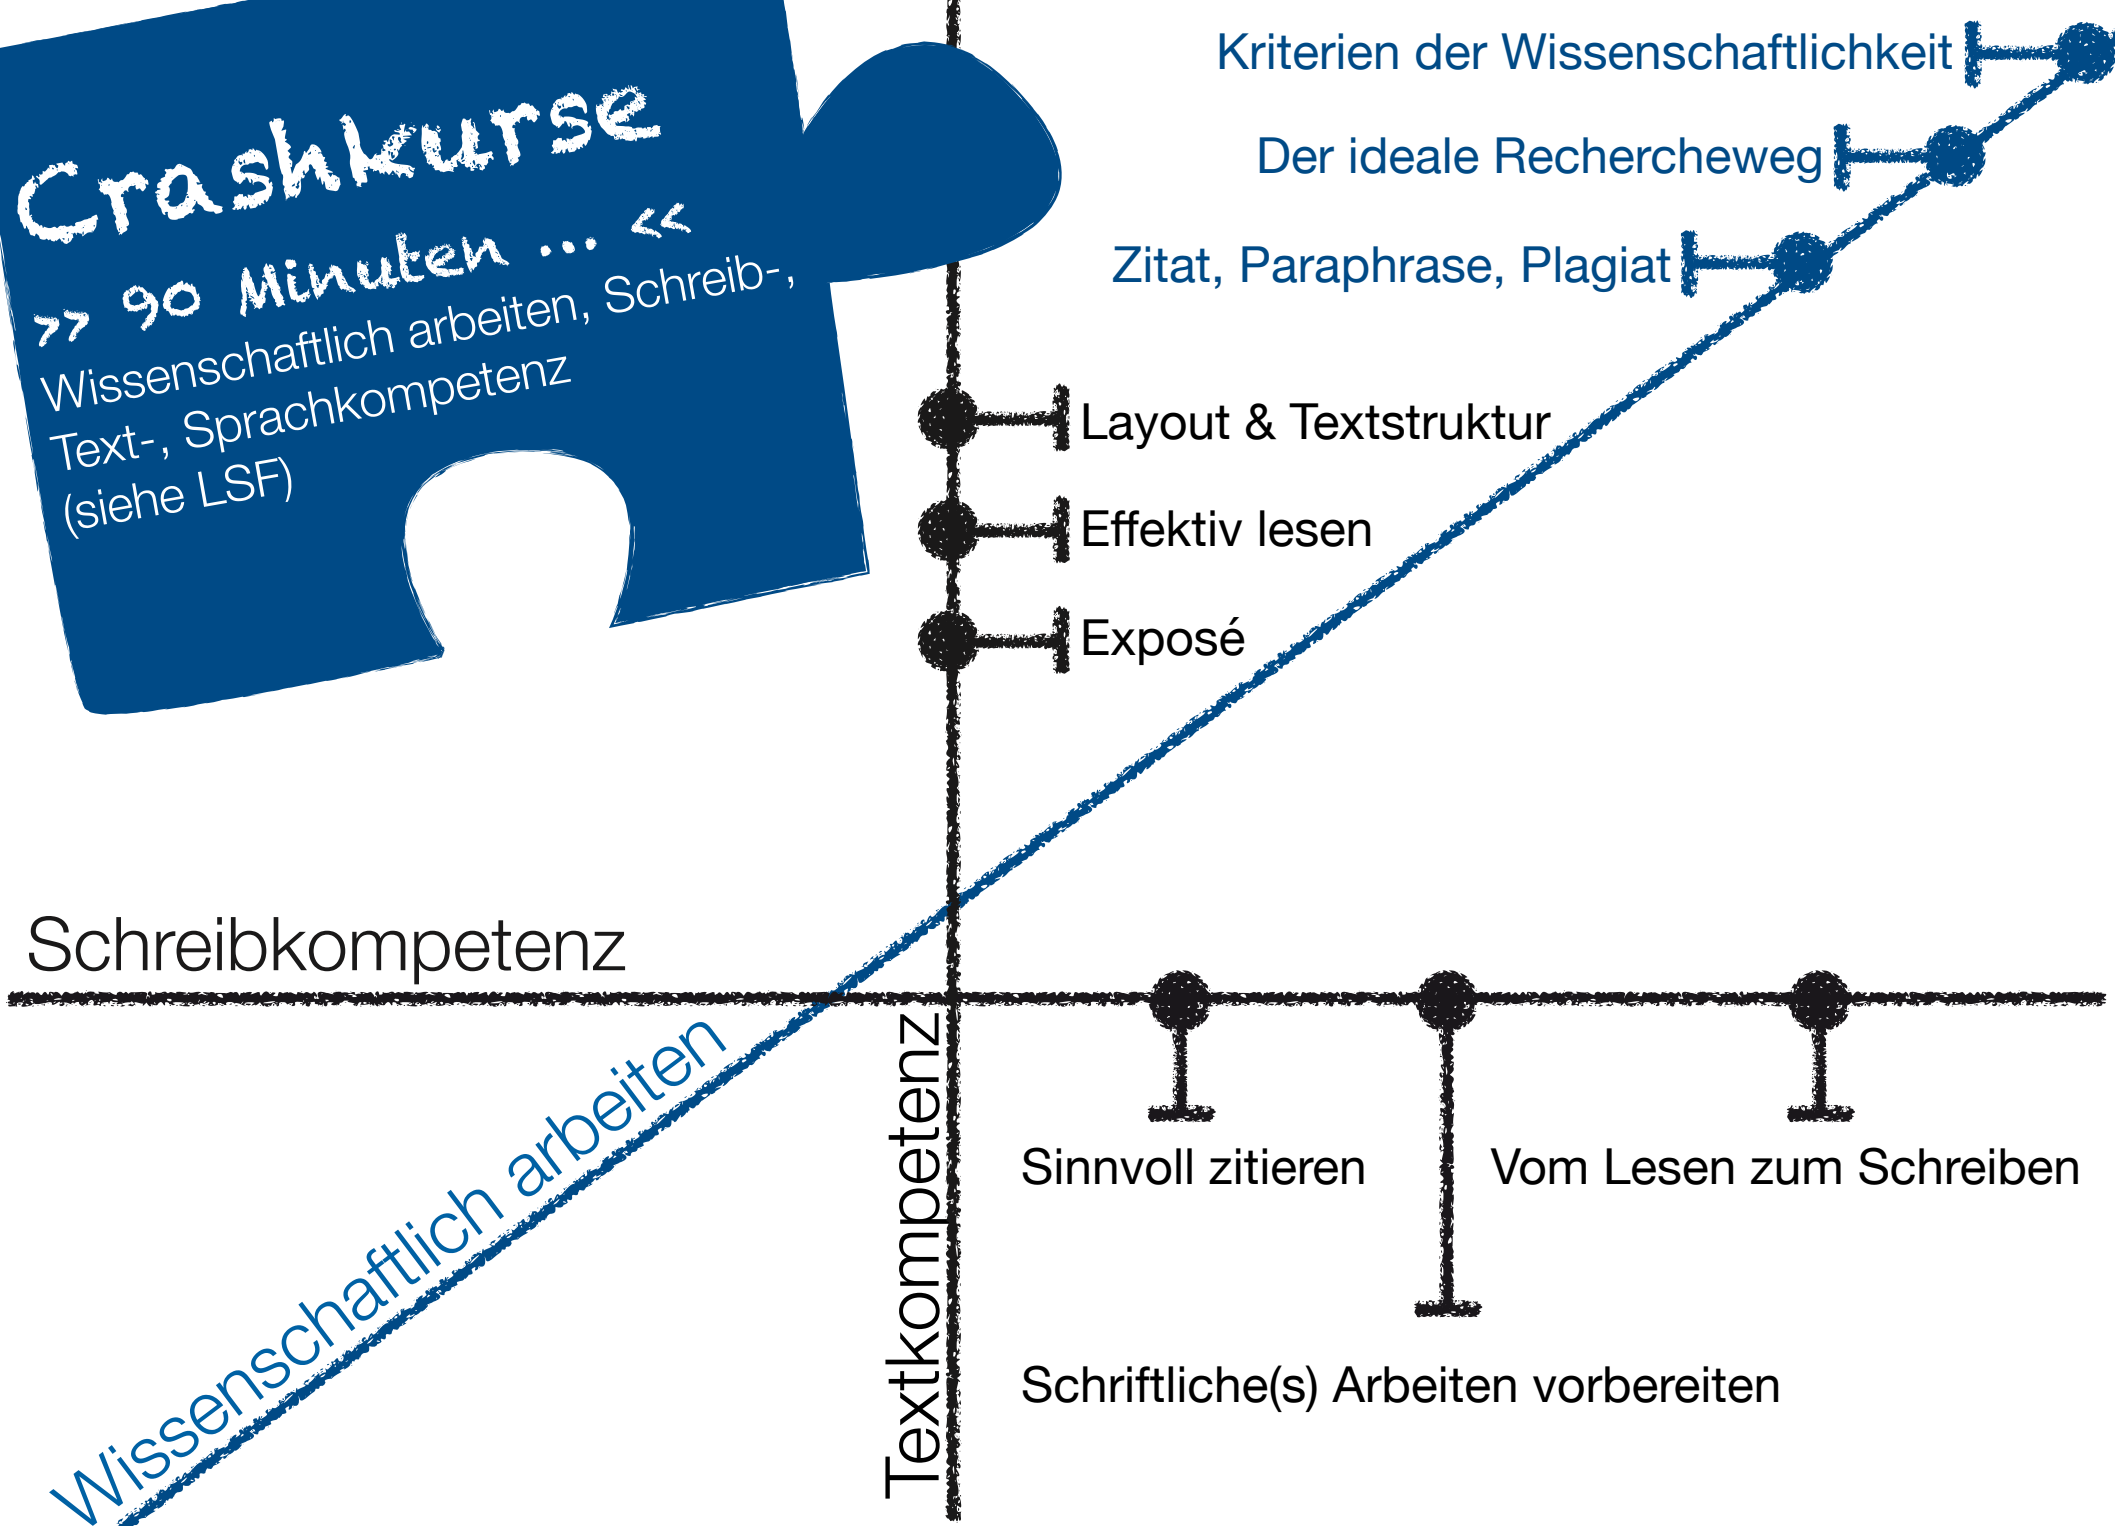 Crashkurse
>> 90 Minuten ... <<
Wissenschaftlich arbeiten, Schreib-,
Text-, Sprachkompetenz
(siehe LSF)
Kriterien der Wissenschaftlichkeit
Der ideale Rechercheweg
Zitat, Paraphrase, Plagiat
Layout & Textstruktur
Effektiv lesen
Exposé
Schreibkompetenz
Wissenschaftlich arbeiten
Textkompetenz
Sinnvoll zitieren
Vom Lesen zum Schreiben
Schriftliche(s) Arbeiten vorbereiten